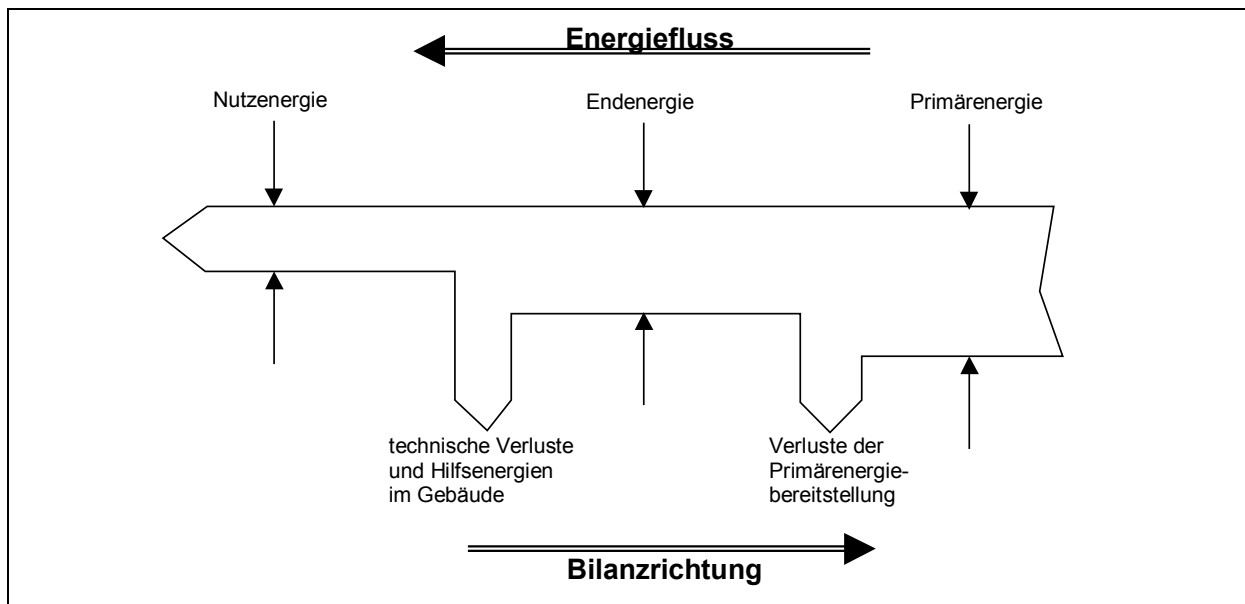 Energiefluss
Nutzenergie
Endenergie
Primärenergie
technische Verluste
und Hilfsenergien
im Gebäude
Verluste der
Primärenergie-
bereitstellung
Bilanzrichtung